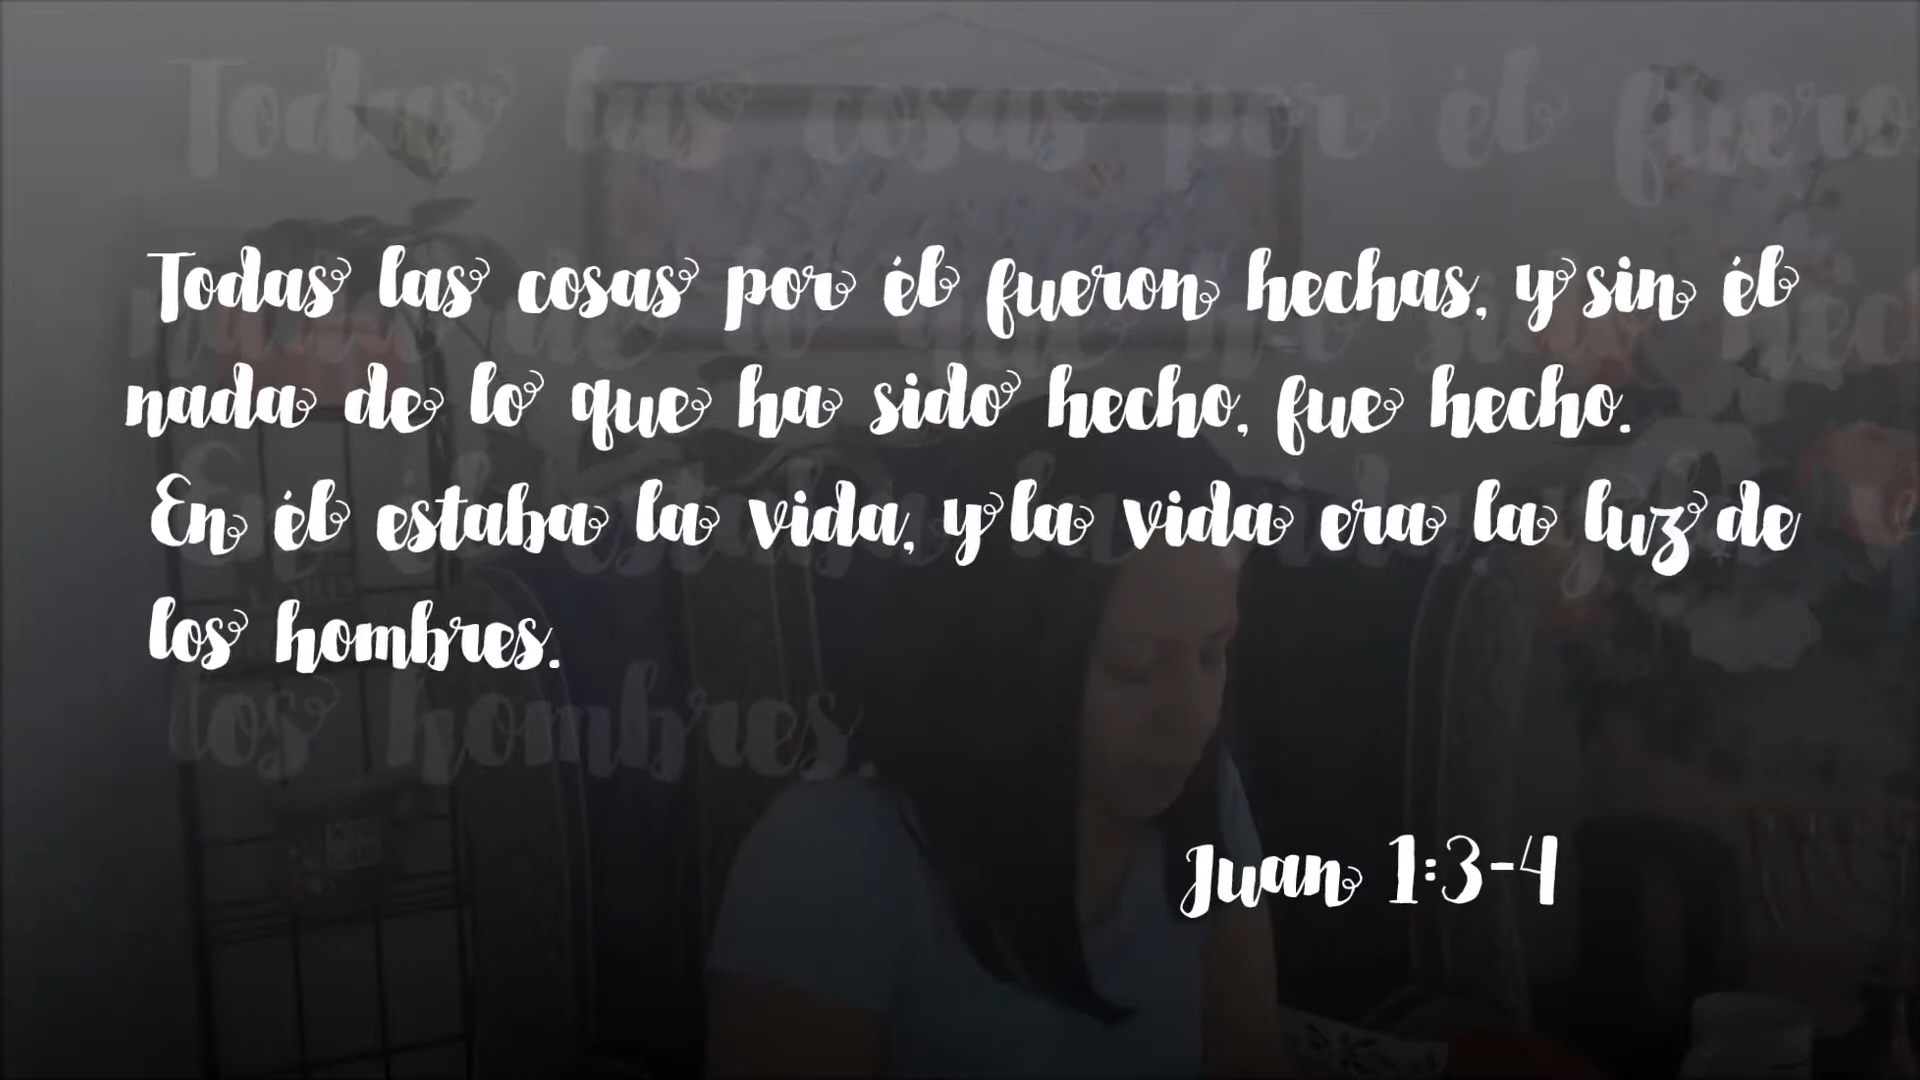 Todas las cosas por él fueron hechas, y sin él
nada de lo que ha sido hecho, fue hecho.
En él estaba la vida, y la vida era la luz de
los hombres.
Juan 1:3-4